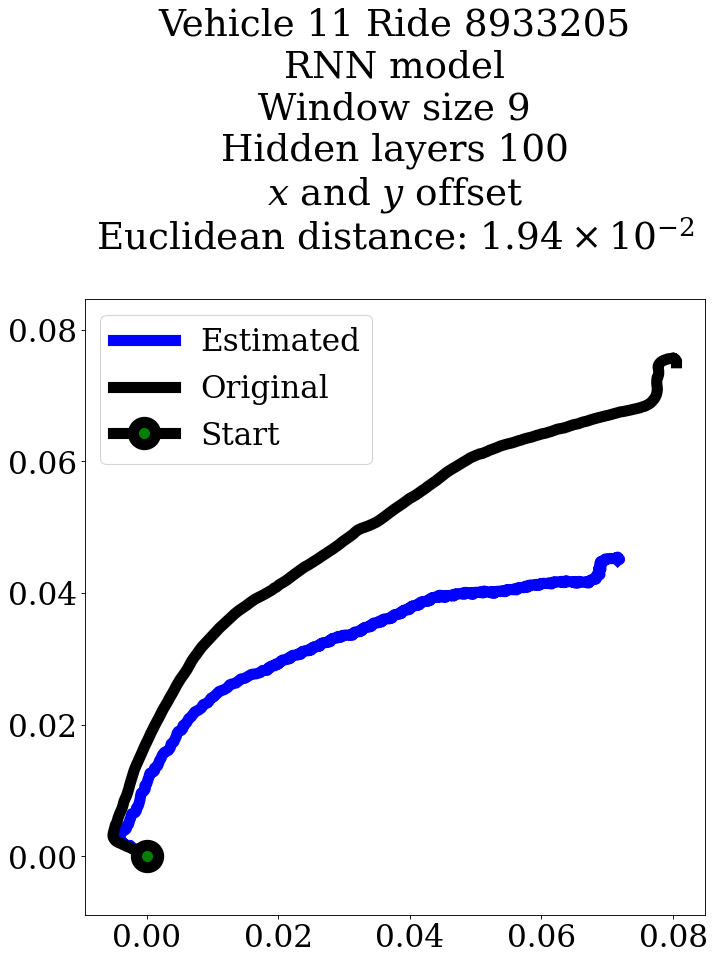 Vehicle 11 Ride 8933205
RNN model
Window size 9
Hidden layers 100
x and y offset
Euclidean distance: 1.94 × 10⁻²
Estimated
Original
Start
0.08
0.06
0.04
0.02
0.00
0.00 0.02 0.04 0.06 0.08